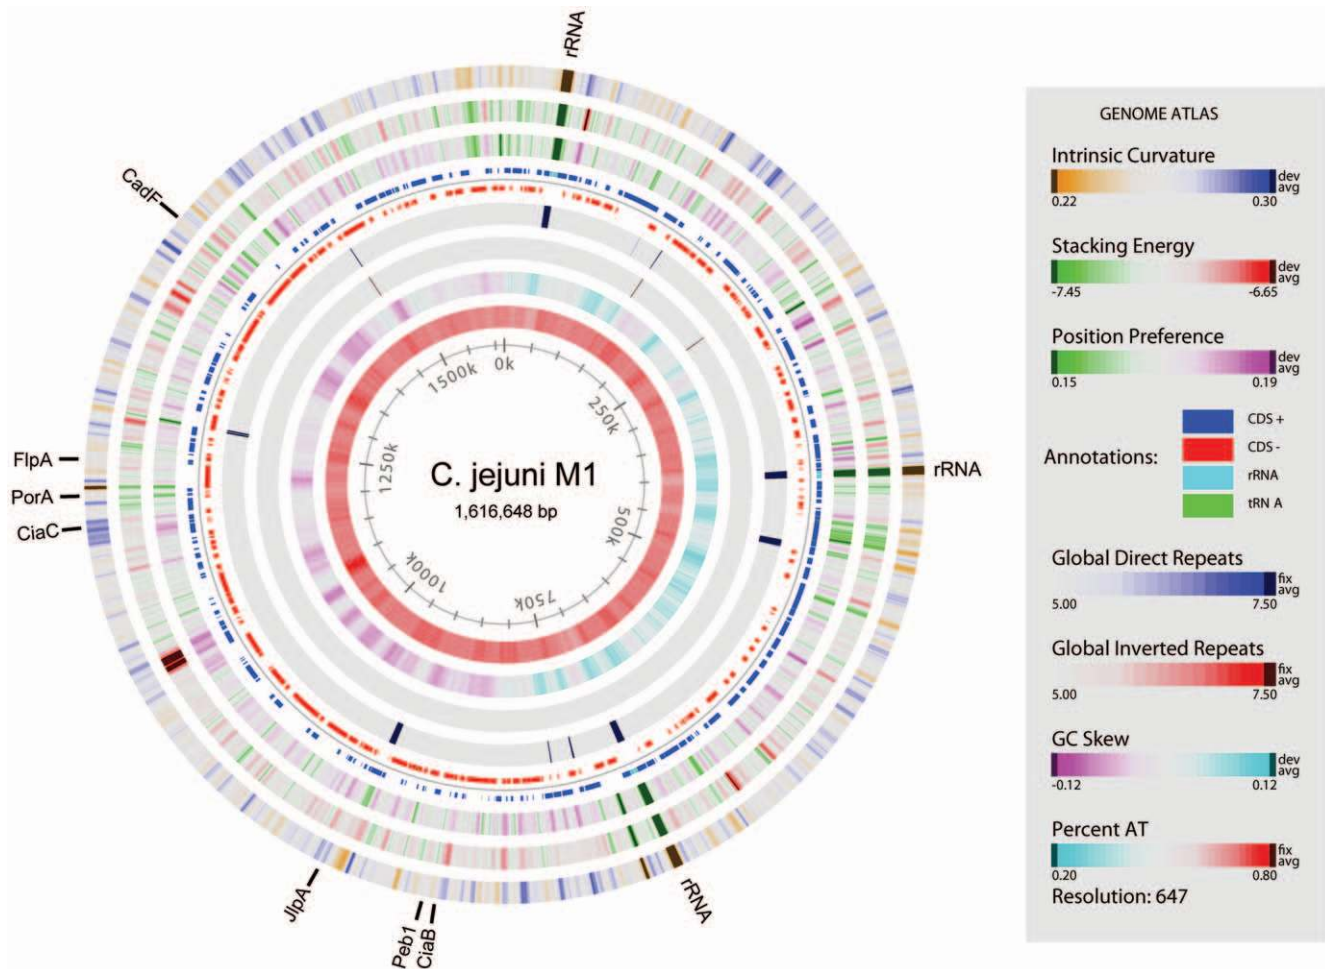 rRNA
CadF
FlpA
PorA
CiaC
JlpA
Peb1
CiaB
rRNA
rRNA
0k
250k
500k
750k
1000k
1250k
1500k
C. jejuni M1
1,616,648 bp
GENOME ATLAS
Intrinsic Curvature
dev
avg
0.22 0.30
Stacking Energy
dev
avg
-7.45 -6.65
Position Preference
dev
avg
0.15 0.19
Annotations:
CDS +
CDS -
rRNA
tRN A
Global Direct Repeats
fix
avg
5.00 7.50
Global Inverted Repeats
fix
avg
5.00 7.50
GC Skew
dev
avg
-0.12 0.12
Percent AT
fix
avg
0.20 0.80
Resolution: 647